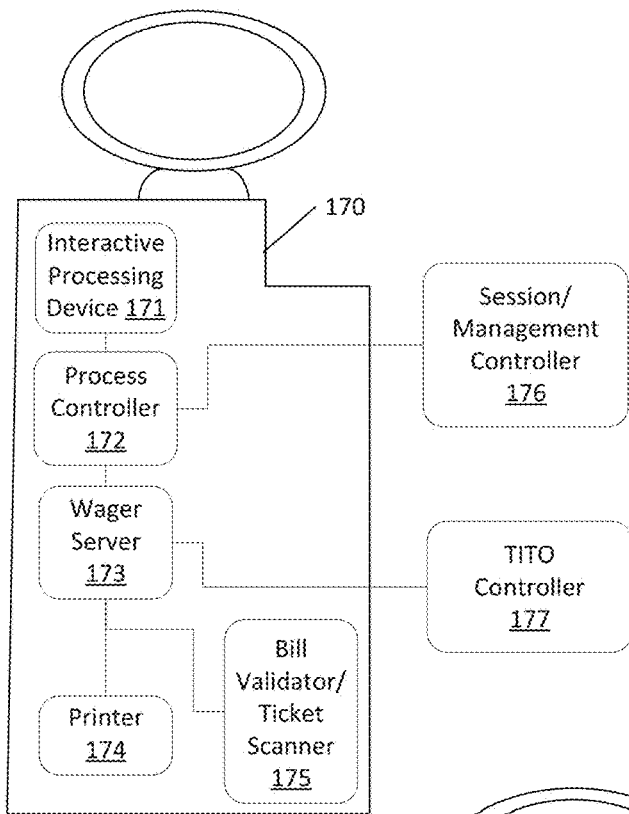 170
Interactive
Processing
Device 171
Process
Controller
172
Wager
Server
173
Printer
174
Bill
Validator/
Ticket
Scanner
175
Session/
Management
Controller
176
TITO
Controller
177